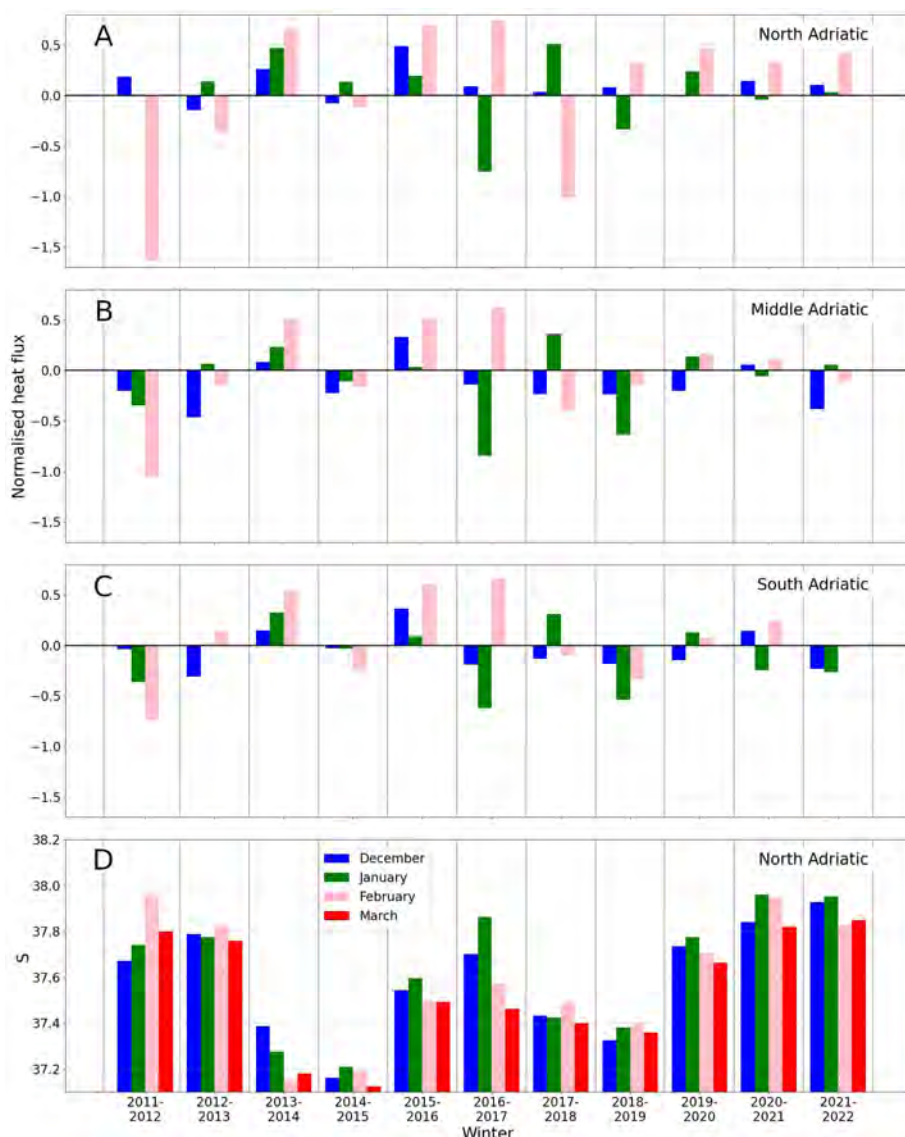 A
North Adriatic
0.5
0.0
−0.5
−1.0
−1.5
B
Middle Adriatic
0.5
0.0
−0.5
−1.0
−1.5
Normalised heat flux
C
South Adriatic
0.5
0.0
−0.5
−1.0
−1.5
D
North Adriatic
December
January
February
March
38.2
38.0
37.8
37.6
37.4
37.2
S
2011- 2012- 2013- 2014- 2015- 2016- 2017- 2018- 2019- 2020- 2021-
2012 2013 2014 2015 2016 2017 2018 2019 2020 2021 2022
Winter